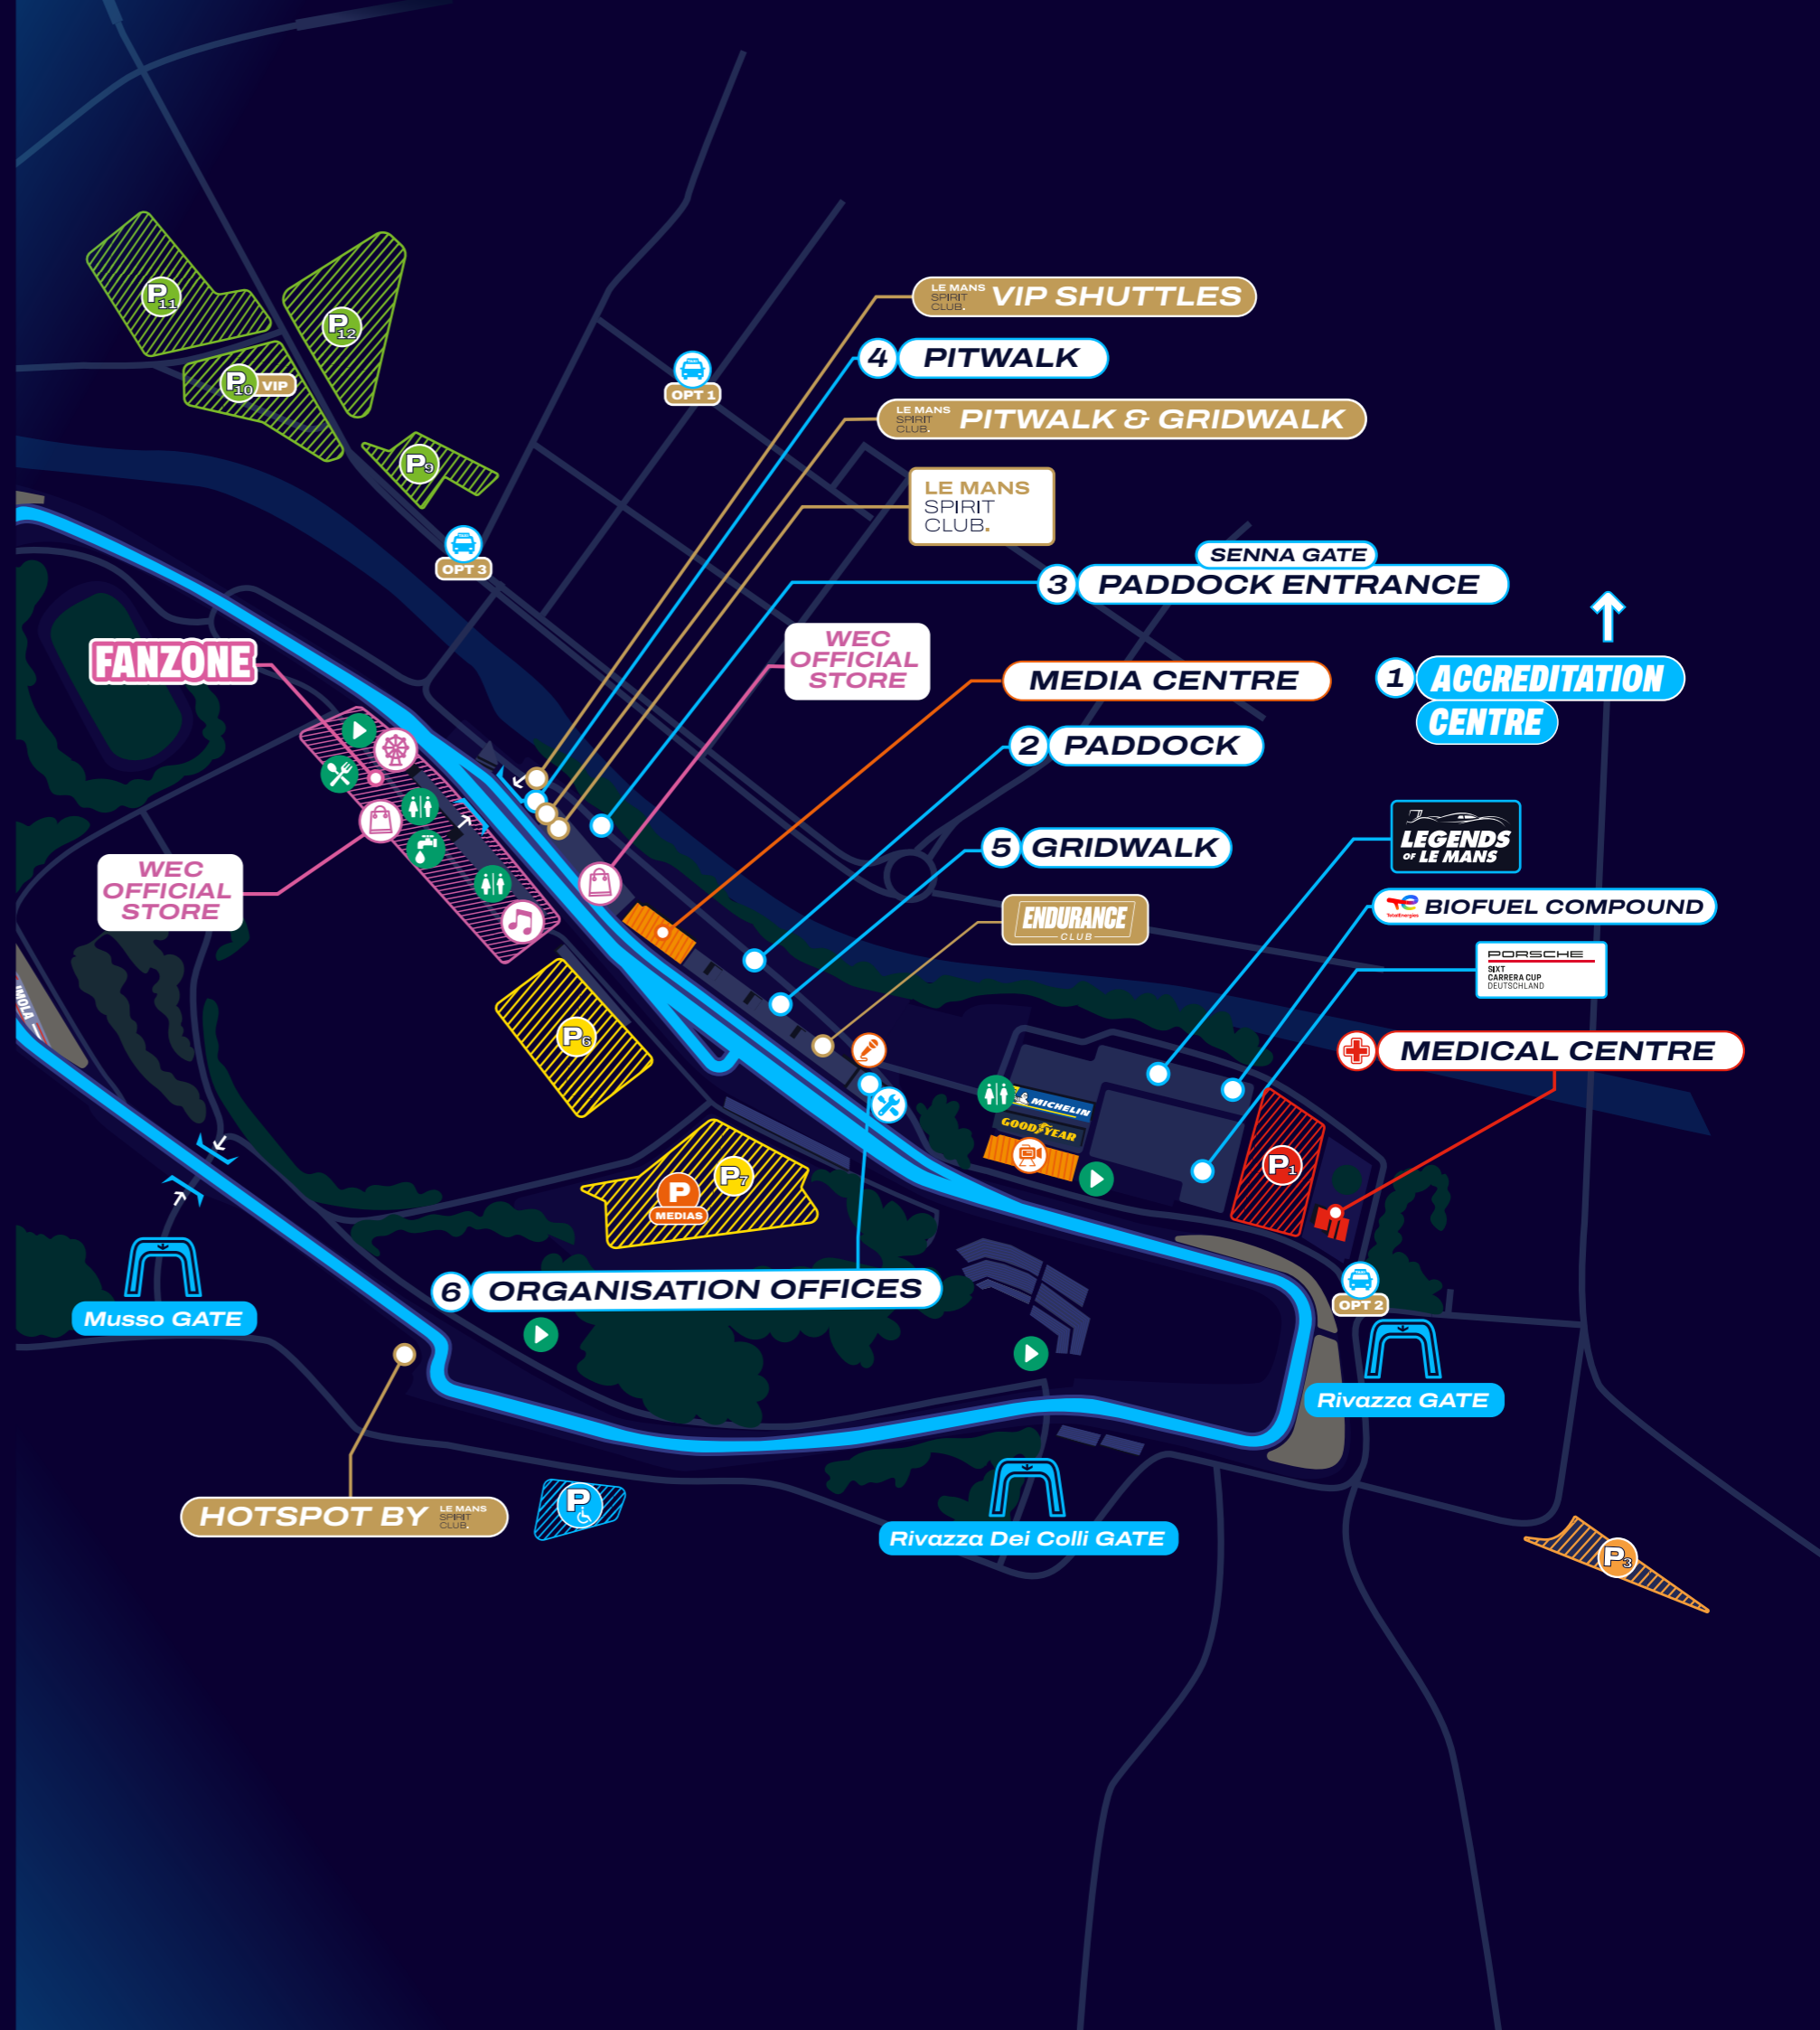 LE MANS
SPIRIT
CLUB.
VIP SHUTTLES
4 PITWALK
LE MANS
SPIRIT
CLUB.
PITWALK & GRIDWALK
LE MANS
SPIRIT
CLUB.
SENNA GATE
3 PADDOCK ENTRANCE
P11
P12
P10 VIP
P9
OPT 1
OPT 3
FANZONE
WEC
OFFICIAL
STORE
MEDIA CENTRE
1 ACCREDITATION
CENTRE
2 PADDOCK
5 GRIDWALK
LEGENDS
OF LE MANS
WEC
OFFICIAL
STORE
ENDURANCE
CLUB
TotalEnergies
BIOFUEL COMPOUND
PORSCHE
SIXT
CARRERA CUP
DEUTSCHLAND
IMOLA
P6
MEDICAL CENTRE
MICHELIN
GOODYEAR
P1
P7
P
MEDIAS
6 ORGANISATION OFFICES
Musso GATE
OPT 2
Rivazza GATE
HOTSPOT BY
LE MANS
SPIRIT
CLUB.
P
Rivazza Dei Colli GATE
P3